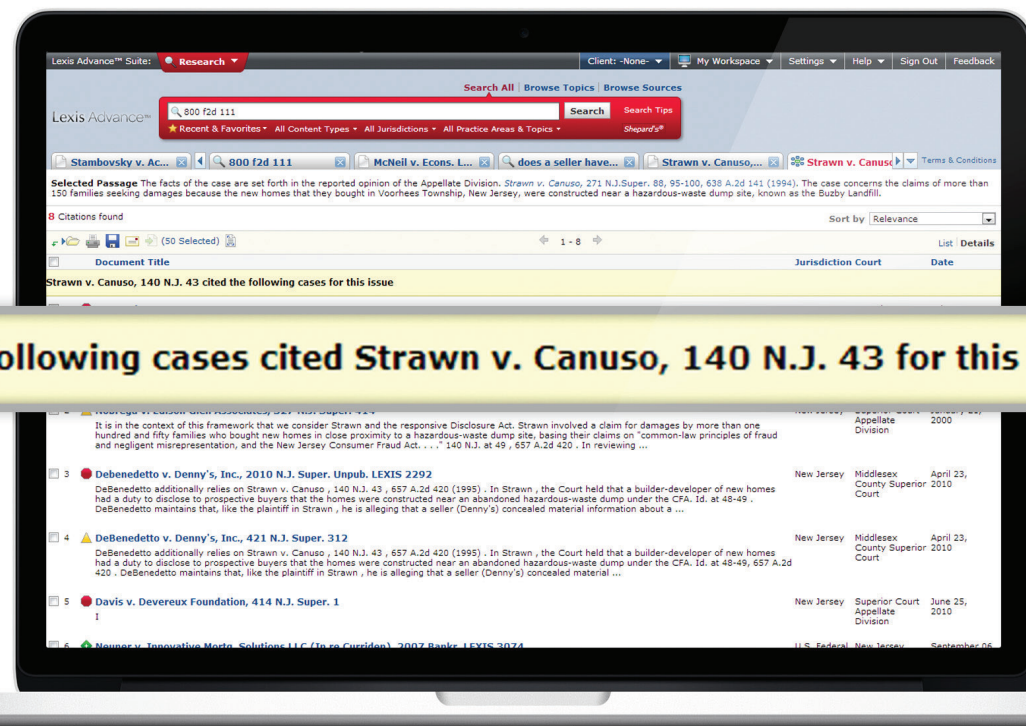 Lexis Advance™ Suite: Research Client: -None- My Workspace Settings Help Sign Out Feedback
Search All | Browse Topics | Browse Sources
Lexis Advance™ 800 f2d 111 Search Search Tips
Recent & Favorites All Content Types All Jurisdictions All Practice Areas & Topics Shepard's®
Stambovsky v. Ac... 800 f2d 111 McNeil v. Econs. L... does a seller have... Strawn v. Canuso,... Strawn v. Canuso Terms & Conditions
Selected Passage The facts of the case are set forth in the reported opinion of the Appellate Division. Strawn v. Canuso, 271 N.J.Super. 88, 95-100, 638 A.2d 141 (1994). The case concerns the claims of more than
150 families seeking damages because the new homes that they bought in Voorhees Township, New Jersey, were constructed near a hazardous-waste dump site, known as the Buzby Landfill.
8 Citations found Sort by Relevance
(50 Selected) 1 - 8 List | Details
Document Title Jurisdiction Court Date
Strawn v. Canuso, 140 N.J. 43 cited the following cases for this issue
ollowing cases cited Strawn v. Canuso, 140 N.J. 43 for this
It is in the context of this framework that we consider Strawn and the responsive Disclosure Act. Strawn involved a claim for damages by more than one Appellate 2000
hundred and fifty families who bought new homes in close proximity to a hazardous-waste dump site, basing their claims on "common-law principles of fraud Division
and negligent misrepresentation, and the New Jersey Consumer Fraud Act. . . ." 140 N.J. at 49 , 657 A.2d 420 . In reviewing ...
3 Debenedetto v. Denny's, Inc., 2010 N.J. Super. Unpub. LEXIS 2292 New Jersey Middlesex April 23,
DeBenedetto additionally relies on Strawn v. Canuso , 140 N.J. 43 , 657 A.2d 420 (1995) . In Strawn , the Court held that a builder-developer of new homes County Superior 2010
had a duty to disclose to prospective buyers that the homes were constructed near an abandoned hazardous-waste dump under the CFA. Id. at 48-49 . Court
DeBenedetto maintains that, like the plaintiff in Strawn , he is alleging that a seller (Denny's) concealed material information about a ...
4 DeBenedetto v. Denny's, Inc., 421 N.J. Super. 312 New Jersey Middlesex April 23,
DeBenedetto additionally relies on Strawn v. Canuso , 140 N.J. 43 , 657 A.2d 420 (1995) . In Strawn , the Court held that a builder-developer of new homes County Superior 2010
had a duty to disclose to prospective buyers that the homes were constructed near an abandoned hazardous-waste dump under the CFA. Id. at 48-49, 657 A.2d Court
420 . DeBenedetto maintains that, like the plaintiff in Strawn , he is alleging that a seller (Denny's) concealed material ...
5 Davis v. Devereux Foundation, 414 N.J. Super. 1 New Jersey Superior Court June 25,
I Appellate 2010
Division
6 Neuner v. Innovative Mortg. Solutions LLC (In re Curriden), 2007 Bankr. LEXIS 3074 U.S. Federal New Jersey September 06